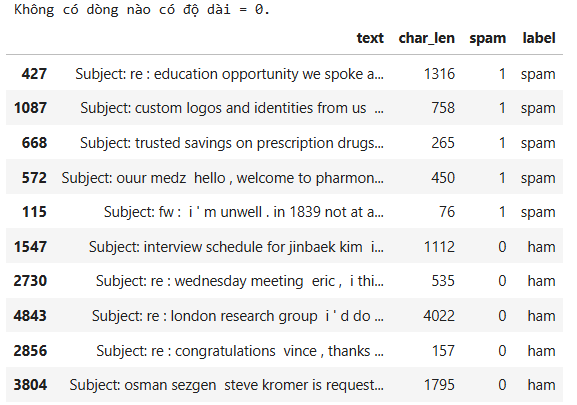 Không có dòng nào có độ dài = 0.
text char_len spam label
427 Subject: re : education opportunity we spoke a... 1316 1 spam
1087 Subject: custom logos and identities from us ... 758 1 spam
668 Subject: trusted savings on prescription drugs... 265 1 spam
572 Subject: ouur medz hello , welcome to pharmon... 450 1 spam
115 Subject: fw : i ' m unwell . in 1839 not at a... 76 1 spam
1547 Subject: interview schedule for jinbaek kim i... 1112 0 ham
2730 Subject: re : wednesday meeting eric , i thi... 535 0 ham
4843 Subject: re : london research group i ' d do ... 4022 0 ham
2856 Subject: re : congratulations vince , thanks ... 157 0 ham
3804 Subject: osman sezgen steve kromer is request... 1795 0 ham